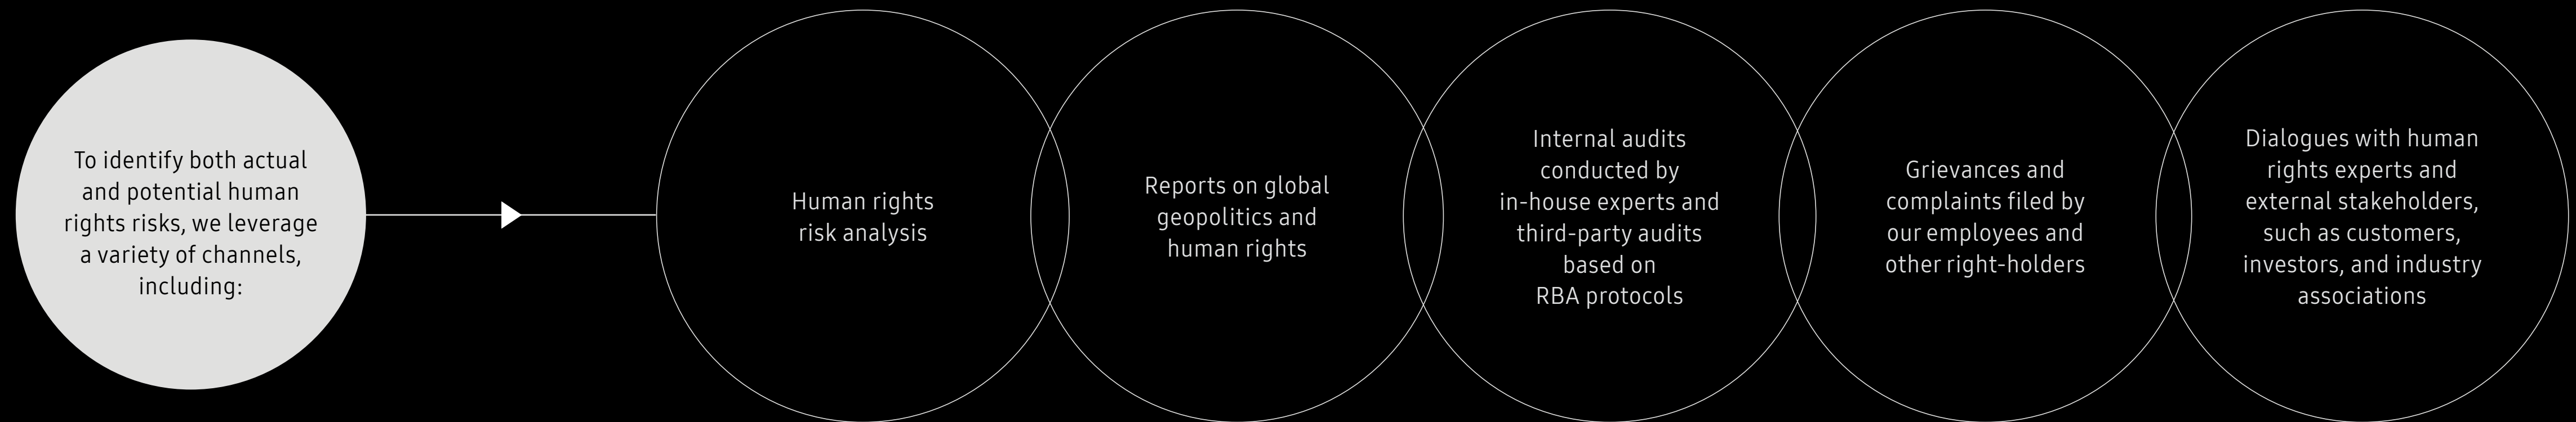 To identify both actual
and potential human
rights risks, we leverage
a variety of channels,
including:
Human rights
risk analysis
Reports on global
geopolitics and
human rights
Internal audits
conducted by
in-house experts and
third-party audits
based on
RBA protocols
Grievances and
complaints filed by
our employees and
other right-holders
Dialogues with human
rights experts and
external stakeholders,
such as customers,
investors, and industry
associations